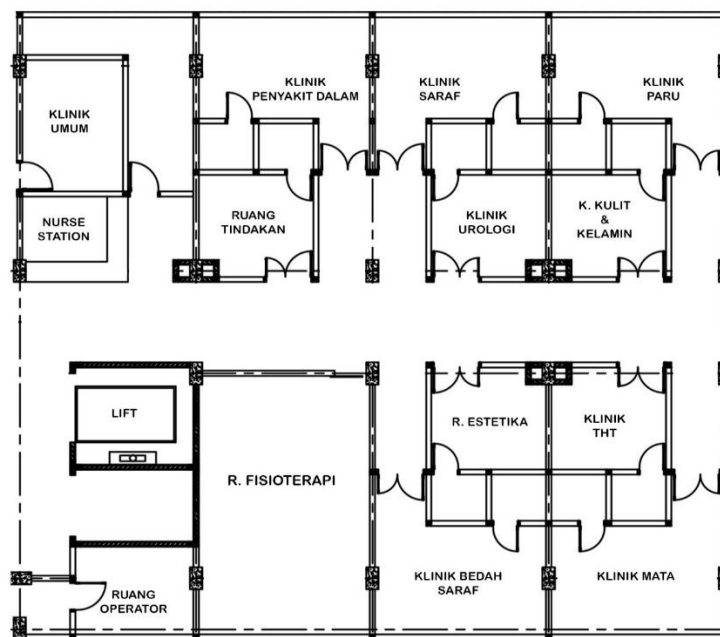 KLINIK
UMUM
KLINIK
PENYAKIT DALAM
KLINIK
SARAF
KLINIK
PARU
NURSE
STATION
RUANG
TINDAKAN
KLINIK
UROLOGI
K. KULIT
&
KELAMIN
LIFT
R. FISIOTERAPI
R. ESTETIKA
KLINIK
THT
RUANG
OPERATOR
KLINIK BEDAH
SARAF
KLINIK MATA